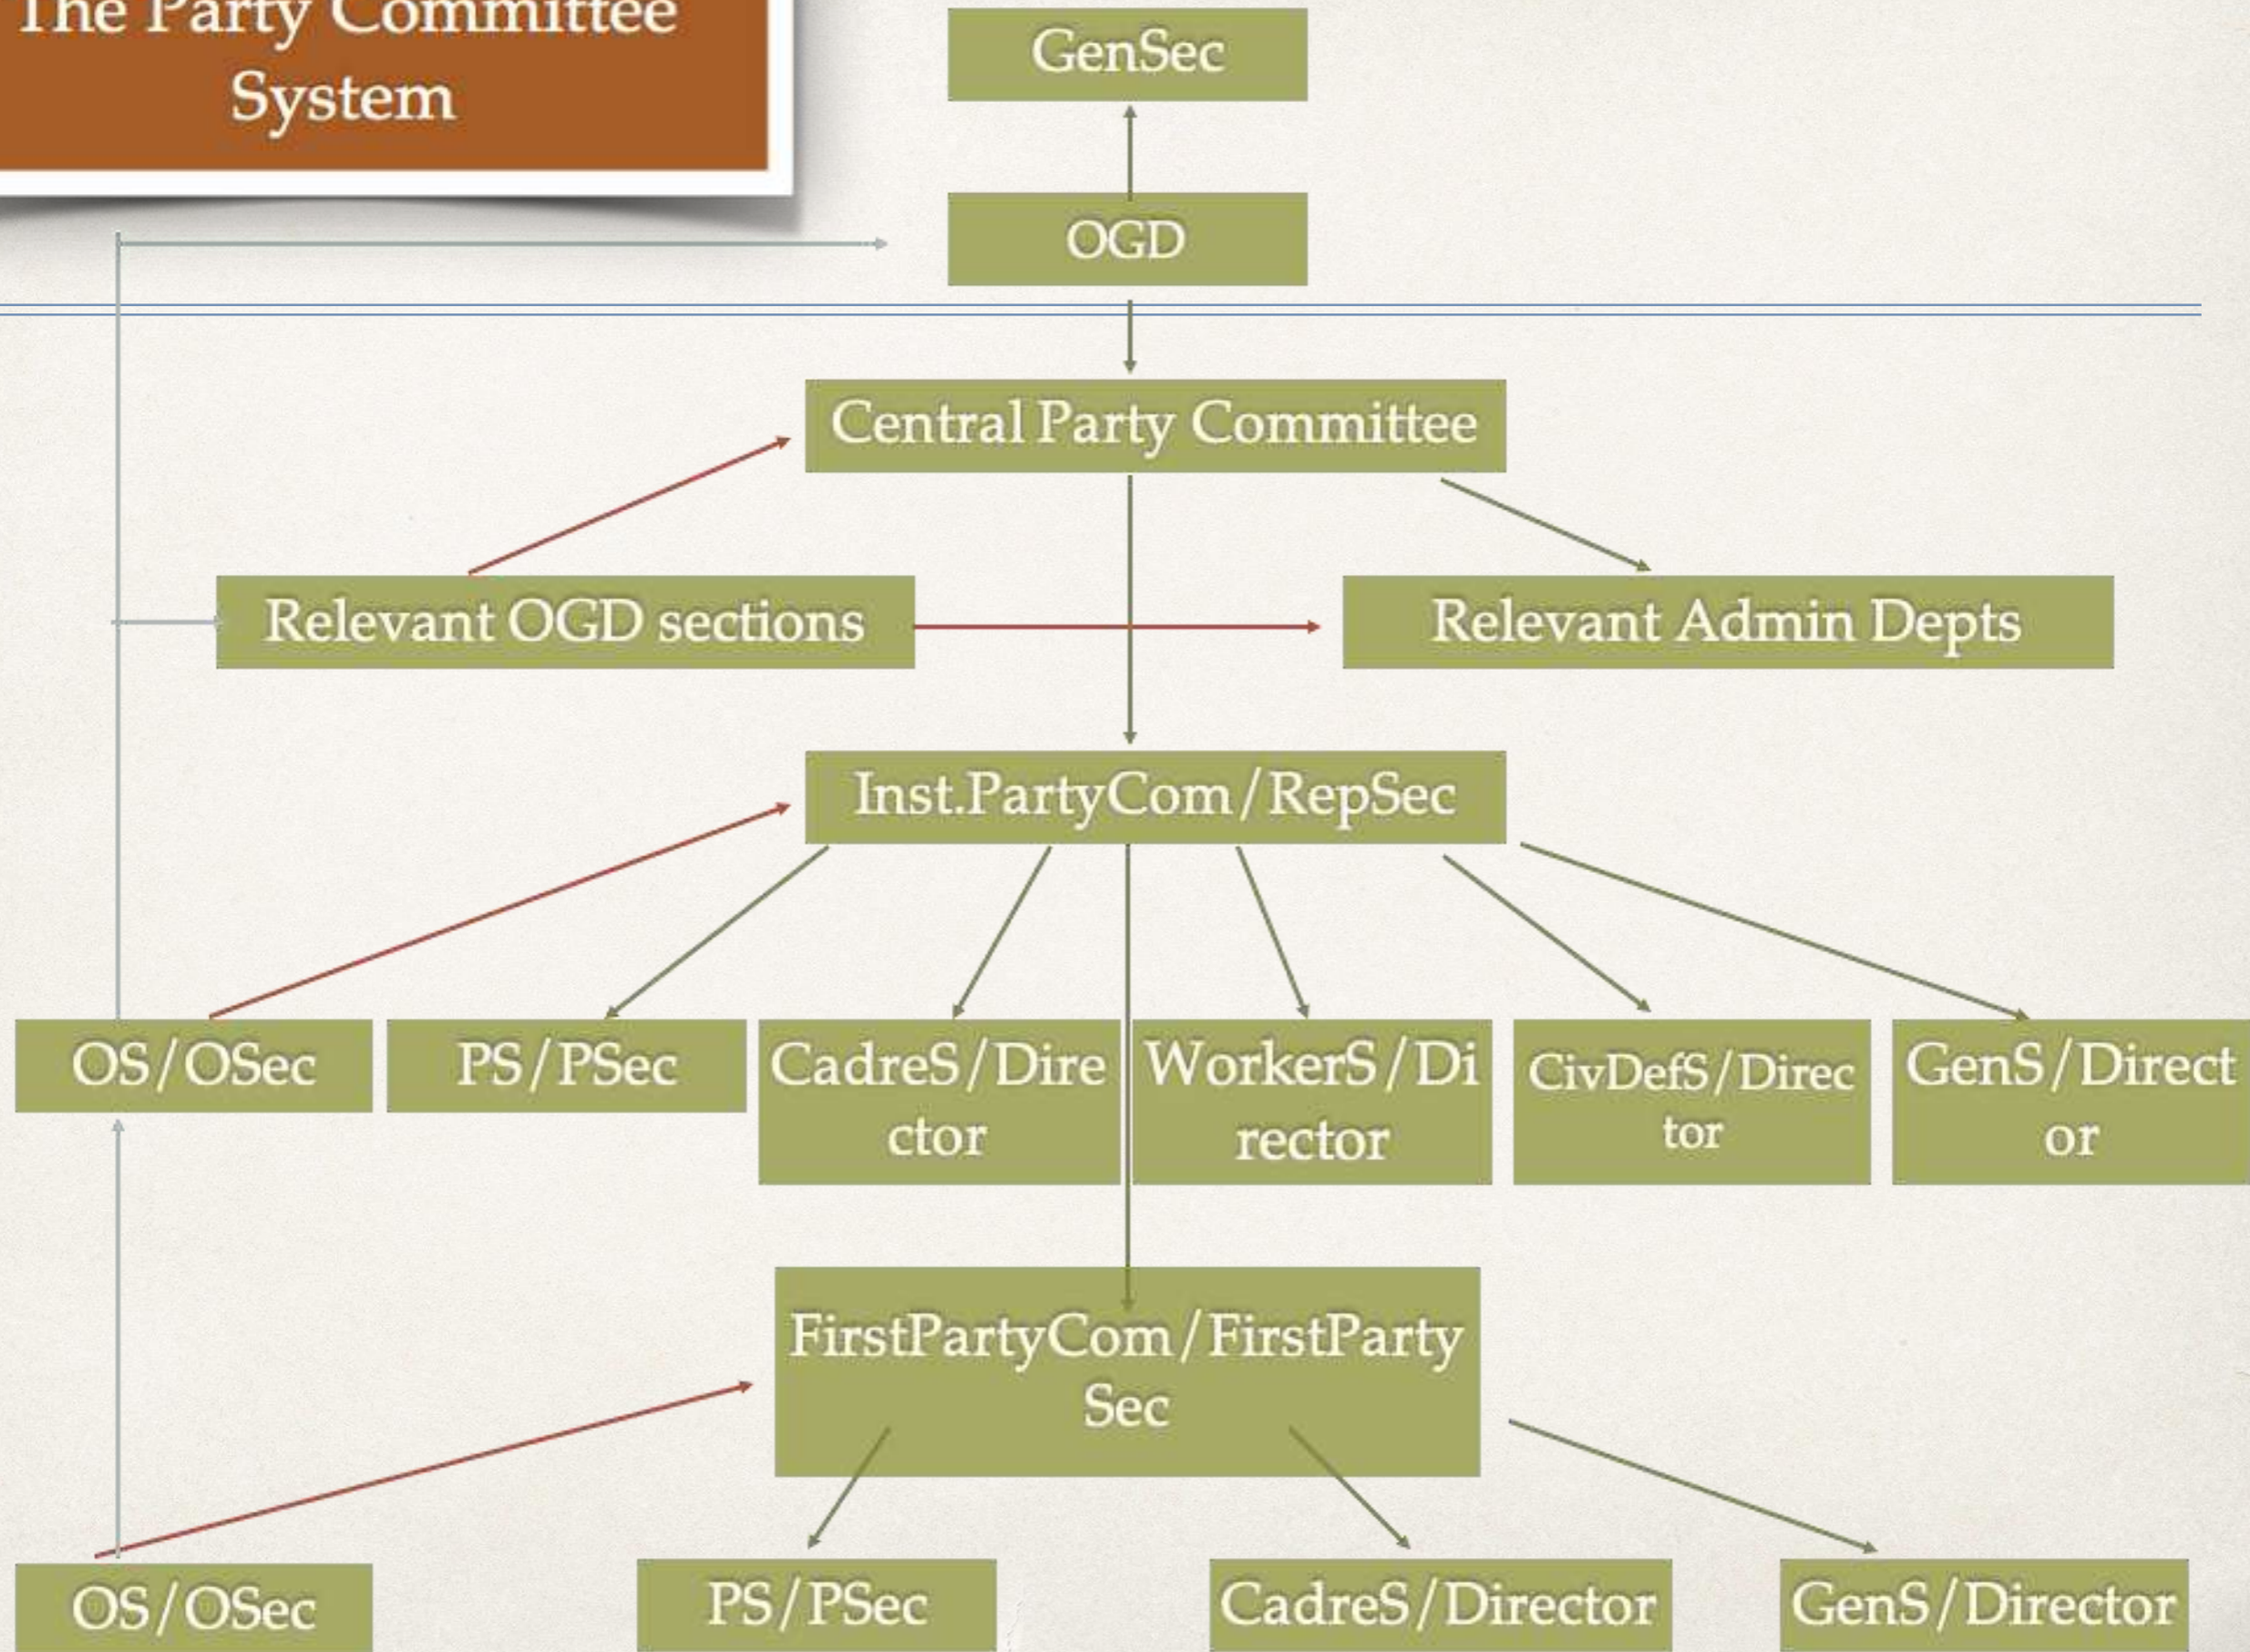 The Party Committee
System
GenSec
OGD
Central Party Committee
Relevant OGD sections
Relevant Admin Depts
Inst.PartyCom/RepSec
OS/OSec
PS/PSec
CadreS/Dire
ctor
WorkerS/Di
rector
CivDefS/Direc
tor
GenS/Direct
or
FirstPartyCom/FirstParty
Sec
OS/OSec
PS/PSec
CadreS/Director
GenS/Director